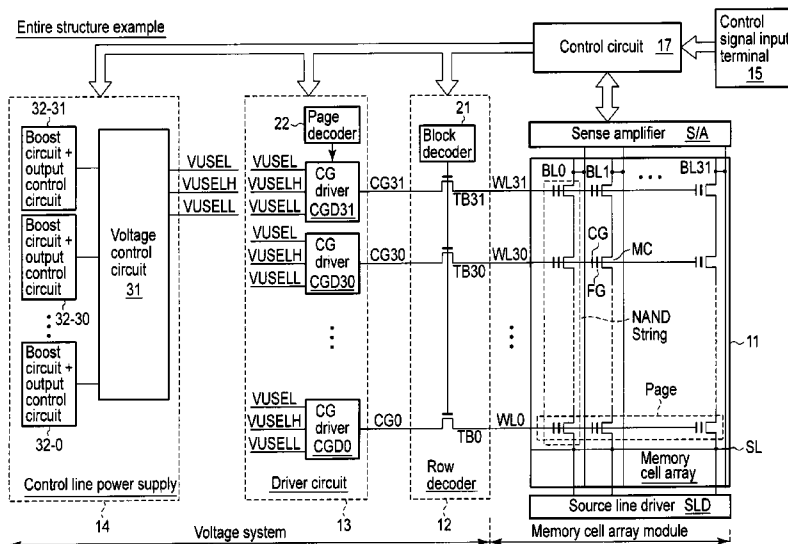 Entire structure example
Control circuit 17
Control signal input terminal 15
32-31
Boost circuit + output control circuit
Boost circuit + output control circuit
32-30
Boost circuit + output control circuit
32-0
Voltage control circuit 31
Control line power supply
14
VUSEL
VUSELH
VUSELL
22
Page decoder
VUSEL
VUSELH
VUSELL
CG driver CGD31
CG31
VUSEL
VUSELH
VUSELL
CG driver CGD30
CG30
VUSEL
VUSELH
VUSELL
CG driver CGD0
CG0
Driver circuit
13
21
Block decoder
TB31
TB30
TB0
Row decoder
12
WL31
WL30
WL0
Sense amplifier S/A
BL0
BL1
BL31
CG
FG
MC
NAND String
11
Page
SL
Memory cell array
Source line driver SLD
Voltage system
Memory cell array module